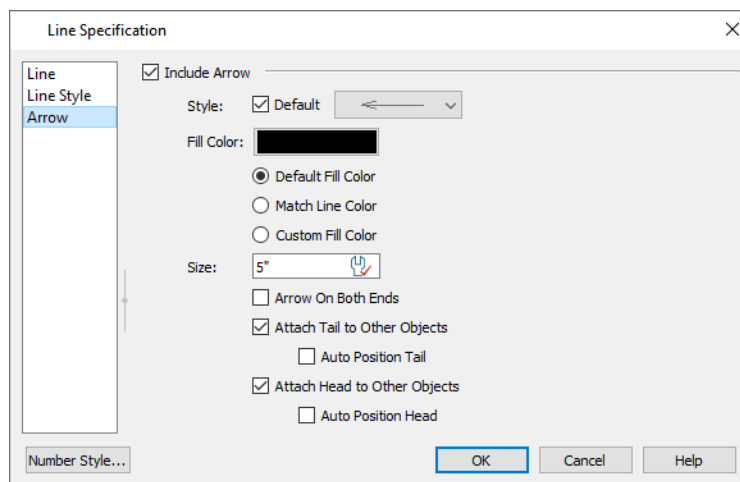 Line Specification
Line
Line Style
Arrow
Include Arrow
Style: Default
Fill Color:
Default Fill Color
Match Line Color
Custom Fill Color
Size: 5"
Arrow On Both Ends
Attach Tail to Other Objects
Auto Position Tail
Attach Head to Other Objects
Auto Position Head
Number Style... OK Cancel Help